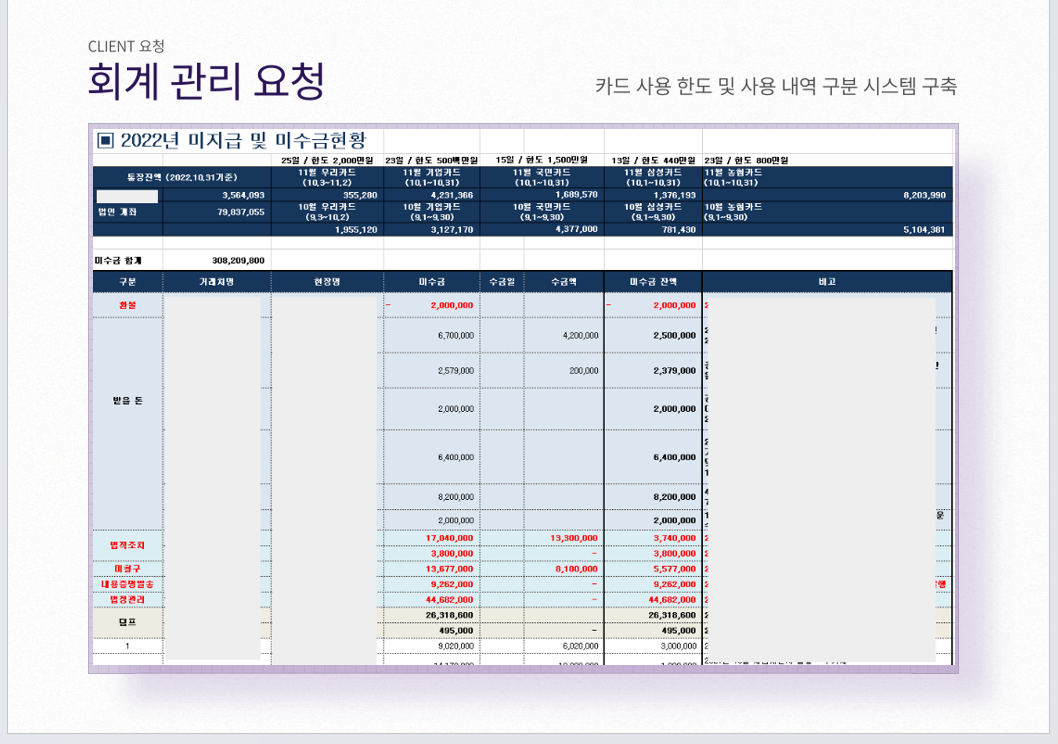 CLIENT 요청
회계 관리 요청
카드 사용 한도 및 사용 내역 구분 시스템 구축
▣ 2022년 미지급 및 미수금현황
25일 / 한도 2,000만원 23일 / 한도 500백만원 15일 / 한도 1,500만원 13일 / 한도 440만원 23일 / 한도 800만원
통장잔액 (2022.10.31기준) 11월 우리카드 11월 기업카드 11월 국민카드 11월 삼성카드 11월 농협카드
(10.3~11.2) (10.1~10.31) (10.1~10.31) (10.1~10.31) (10.1~10.31)
3,564,093 355,280 4,231,366 1,689,570 1,376,193 8,203,990
법인 계좌 79,837,055 10월 우리카드 10월 기업카드 10월 국민카드 10월 삼성카드 10월 농협카드
(9.3~10.2) (9.1~9.30) (9.1~9.30) (9.1~9.30) (9.1~9.30)
1,955,120 3,127,170 4,377,000 781,430 5,104,381
미수금 합계 308,209,800
구분 거래처명 현장명 미수금 수금일 수금액 미수금 잔액 비고
환불 - 2,000,000 - 2,000,000
6,700,000 4,200,000 2,500,000
2,579,000 200,000 2,379,000
받을 돈 2,000,000 2,000,000
6,400,000 6,400,000
8,200,000 8,200,000
2,000,000 2,000,000
법적조치 17,040,000 13,300,000 3,740,000
3,800,000 - 3,800,000
미청구 13,677,000 8,100,000 5,577,000
내용증명발송 9,262,000 - 9,262,000
법정관리 44,682,000 - 44,682,000
덤프 26,318,600 26,318,600
495,000 - 495,000
1 9,020,000 6,020,000 3,000,000